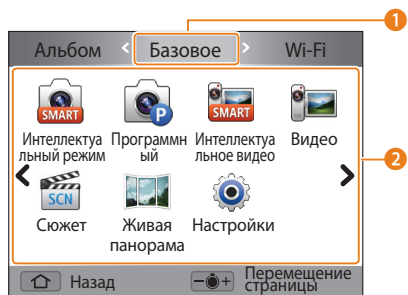 1
Альбом < Базовое > Wi-Fi
SMART
P
SMART
Интеллектуа
льный режим
Программн
ый
Интеллектуа
льное видео
Видео
2
SCN
Сюжет
Живая
панорама
Настройки
Назад
Перемещение
страницы